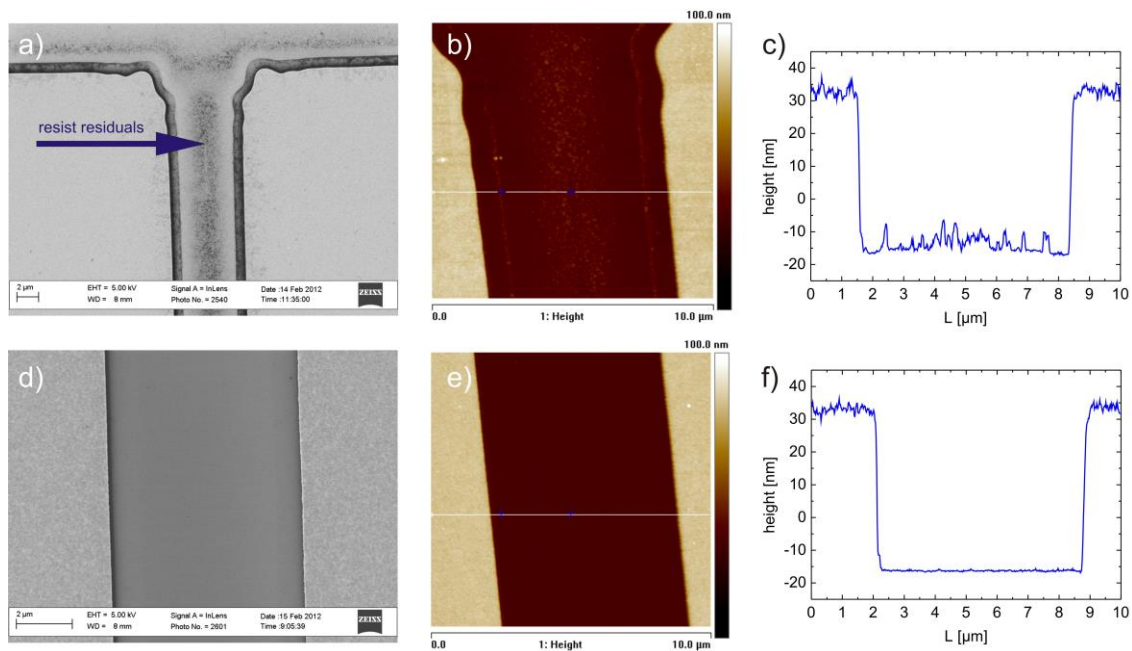 a)
resist residuals
2 µm
EHT = 5.00 kV
WD = 8 mm
Signal A = InLens
Photo No. = 2540
Date :14 Feb 2012
Time :11:35:00
ZEISS
b)
100.0 nm
0.0
1: Height
10.0 µm
c)
height [nm]
40
30
20
10
0
-10
-20
0 1 2 3 4 5 6 7 8 9 10
L [µm]
d)
2 µm
EHT = 5.00 kV
WD = 8 mm
Signal A = InLens
Photo No. = 2601
Date :15 Feb 2012
Time :9:05:39
ZEISS
e)
100.0 nm
0.0
1: Height
10.0 µm
f)
height [nm]
40
30
20
10
0
-10
-20
0 1 2 3 4 5 6 7 8 9 10
L [µm]